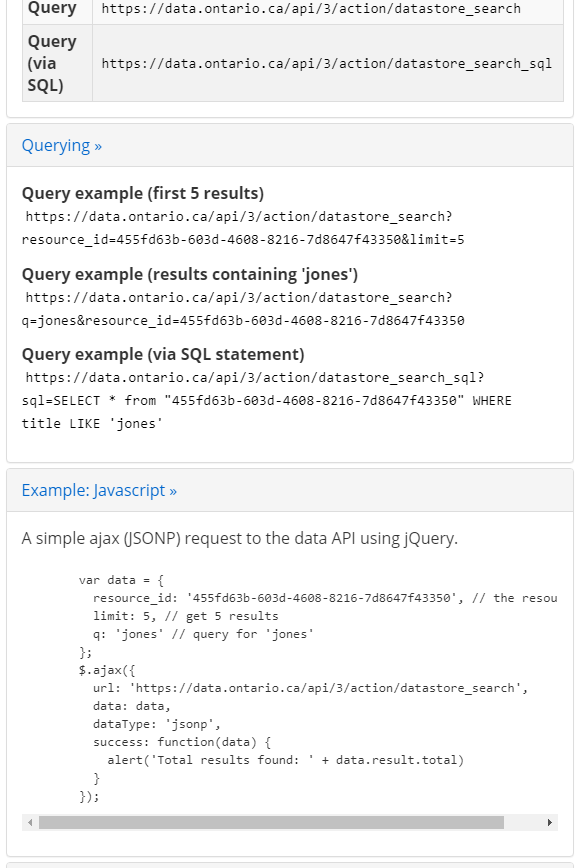 Query https://data.ontario.ca/api/3/action/datastore_search
Query (via SQL) https://data.ontario.ca/api/3/action/datastore_search_sql
Querying »
Query example (first 5 results)
https://data.ontario.ca/api/3/action/datastore_search?
resource_id=455fd63b-603d-4608-8216-7d8647f43350&limit=5
Query example (results containing 'jones')
https://data.ontario.ca/api/3/action/datastore_search?
q=jones&resource_id=455fd63b-603d-4608-8216-7d8647f43350
Query example (via SQL statement)
https://data.ontario.ca/api/3/action/datastore_search_sql?
sql=SELECT * from "455fd63b-603d-4608-8216-7d8647f43350" WHERE
title LIKE 'jones'
Example: Javascript »
A simple ajax (JSONP) request to the data API using jQuery.
var data = {
resource_id: '455fd63b-603d-4608-8216-7d8647f43350', // the resou
limit: 5, // get 5 results
q: 'jones' // query for 'jones'
};
$.ajax({
url: 'https://data.ontario.ca/api/3/action/datastore_search',
data: data,
dataType: 'jsonp',
success: function(data) {
alert('Total results found: ' + data.result.total)
}
});